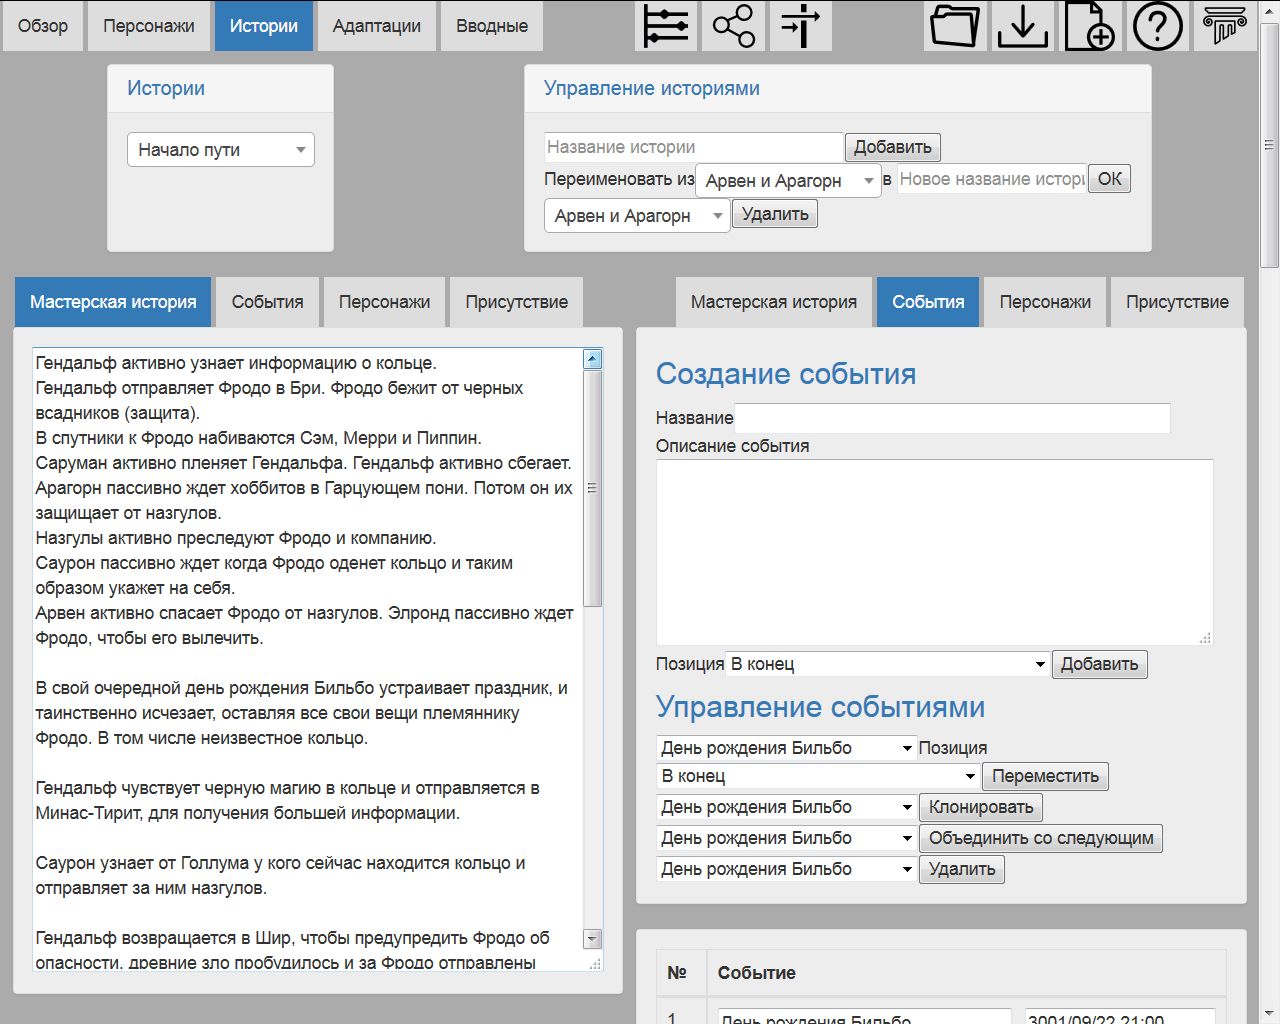 Обзор Персонажи Истории Адаптации Вводные
Истории
Начало пути
Управление историями
Название истории Добавить
Переименовать из Арвен и Арагорн в Новое название истори ОК
Арвен и Арагорн Удалить
Мастерская история События Персонажи Присутствие
Гендальф активно узнает информацию о кольце.
Гендальф отправляет Фродо в Бри. Фродо бежит от черных
всадников (защита).
В спутники к Фродо набиваются Сэм, Мерри и Пиппин.
Саруман активно пленяет Гендальфа. Гендальф активно сбегает.
Арагорн пассивно ждет хоббитов в Гарцующем пони. Потом он их
защищает от назгулов.
Назгулы активно преследуют Фродо и компанию.
Саурон пассивно ждет когда Фродо оденет кольцо и таким
образом укажет на себя.
Арвен активно спасает Фродо от назгулов. Элронд пассивно ждет
Фродо, чтобы его вылечить.
В свой очередной день рождения Бильбо устраивает праздник, и
таинственно исчезает, оставляя все свои вещи племяннику
Фродо. В том числе неизвестное кольцо.
Гендальф чувствует черную магию в кольце и отправляется в
Минас-Тирит, для получения большей информации.
Саурон узнает от Голлума у кого сейчас находится кольцо и
отправляет за ним назгулов.
Гендальф возвращается в Шир, чтобы предупредить Фродо об
опасности. древние зло пробудилось и за Фродо отправлены
Мастерская история События Персонажи Присутствие
Создание события
Название
Описание события
Позиция В конец Добавить
Управление событиями
День рождения Бильбо Позиция
В конец Переместить
День рождения Бильбо Клонировать
День рождения Бильбо Объединить со следующим
День рождения Бильбо Удалить
№ Событие
1 День рождения Бильбо 3001/09/22 21:00